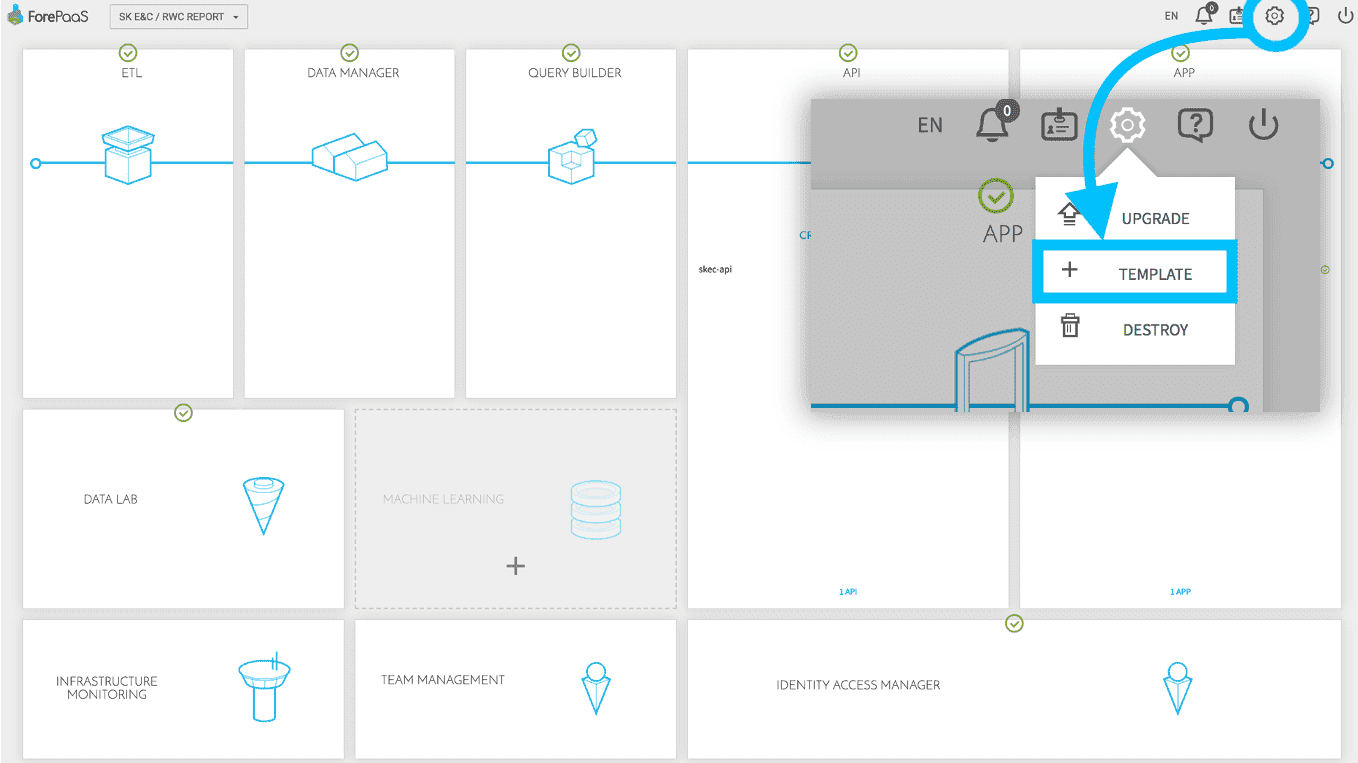 ForePaaS
SK E&C / RWC REPORT
EN
0
ETL
DATA MANAGER
QUERY BUILDER
API
APP
EN
0
?
UPGRADE
APP
TEMPLATE
skec-api
DESTROY
DATA LAB
MACHINE LEARNING
1 API
1 APP
INFRASTRUCTURE
MONITORING
TEAM MANAGEMENT
IDENTITY ACCESS MANAGER